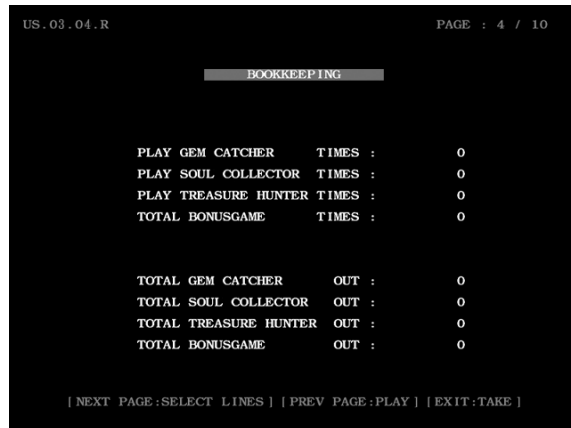 US.03.04.R PAGE : 4 / 10
BOOKKEEPING
PLAY GEM CATCHER TIMES : 0
PLAY SOUL COLLECTOR TIMES : 0
PLAY TREASURE HUNTER TIMES : 0
TOTAL BONUSGAME TIMES : 0
TOTAL GEM CATCHER OUT : 0
TOTAL SOUL COLLECTOR OUT : 0
TOTAL TREASURE HUNTER OUT : 0
TOTAL BONUSGAME OUT : 0
[NEXT PAGE:SELECT LINES] [PREV PAGE:PLAY] [EXIT:TAKE]